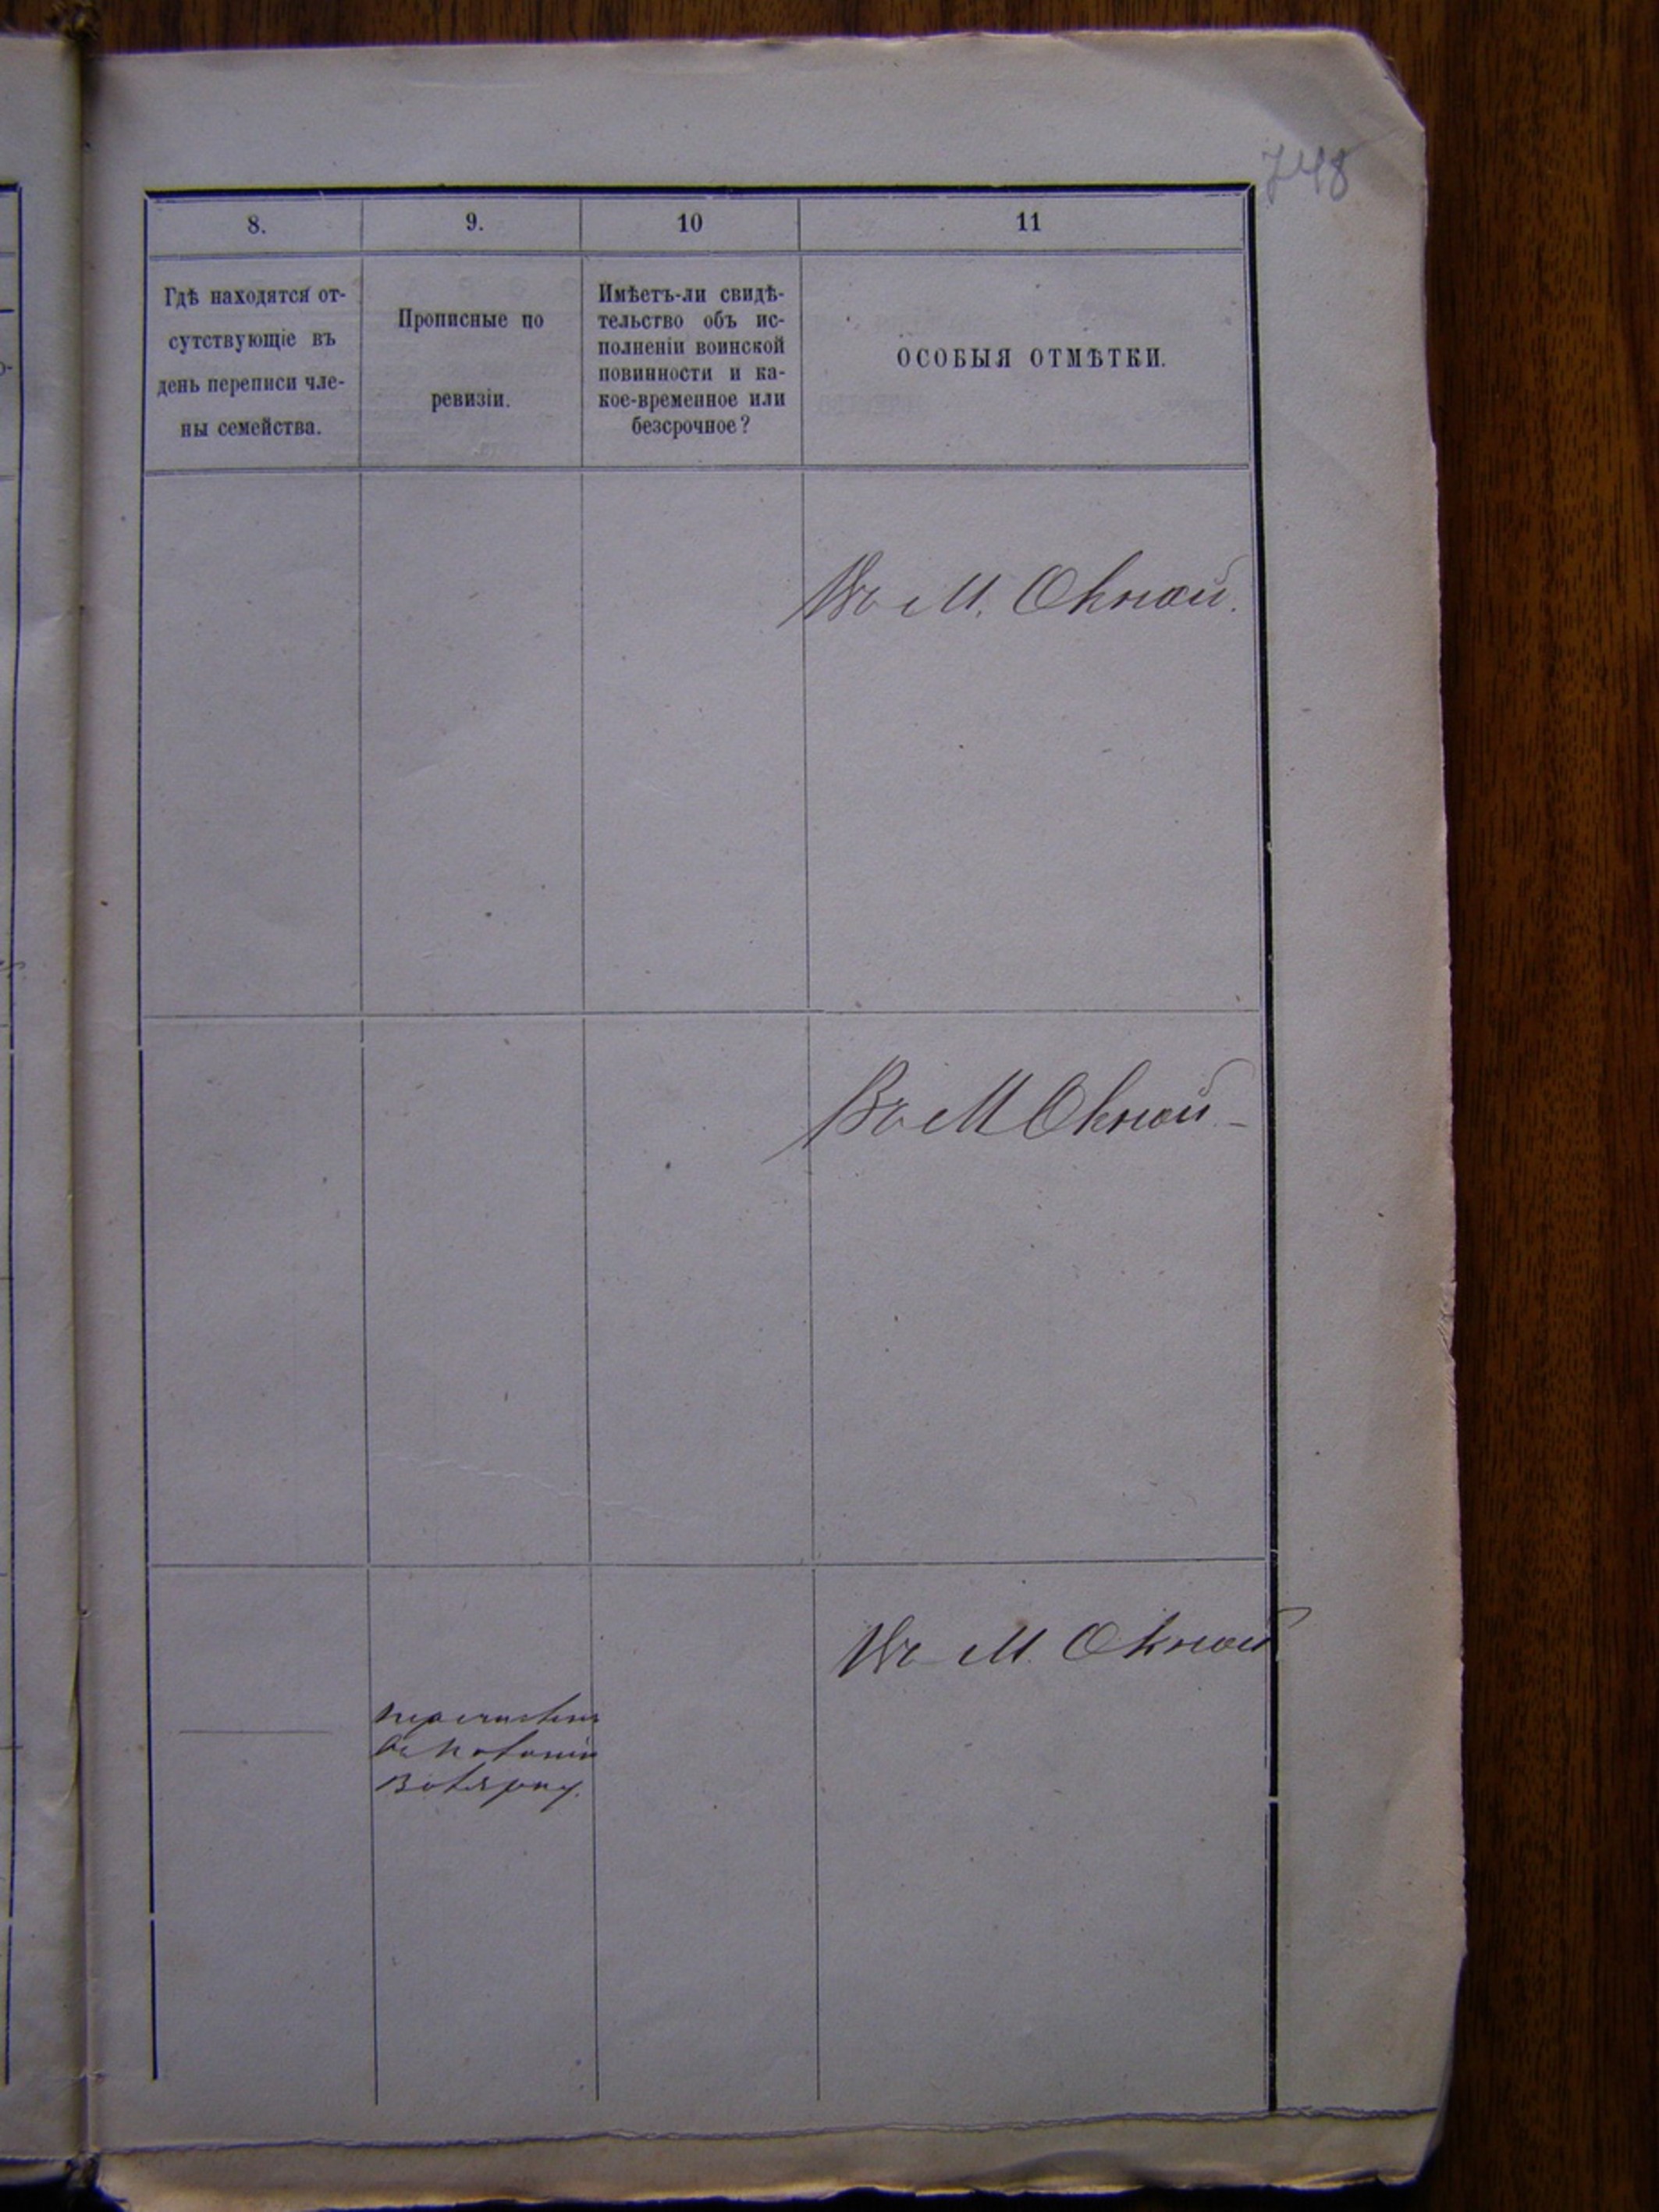 748
8. 9. 10 11
Гдѣ находятся от-
сутствующіе въ
день переписи чле-
ны семейства.
Прописные по
ревизіи.
Имѣетъ-ли свидѣ-
тельство объ ис-
полненіи воинской
повинности и ка-
кое-временное или
безсрочное?
ОСОБЫЯ ОТМѢТКИ.
Въ М. Окной.
Въ М Окной
Въ М. Окной